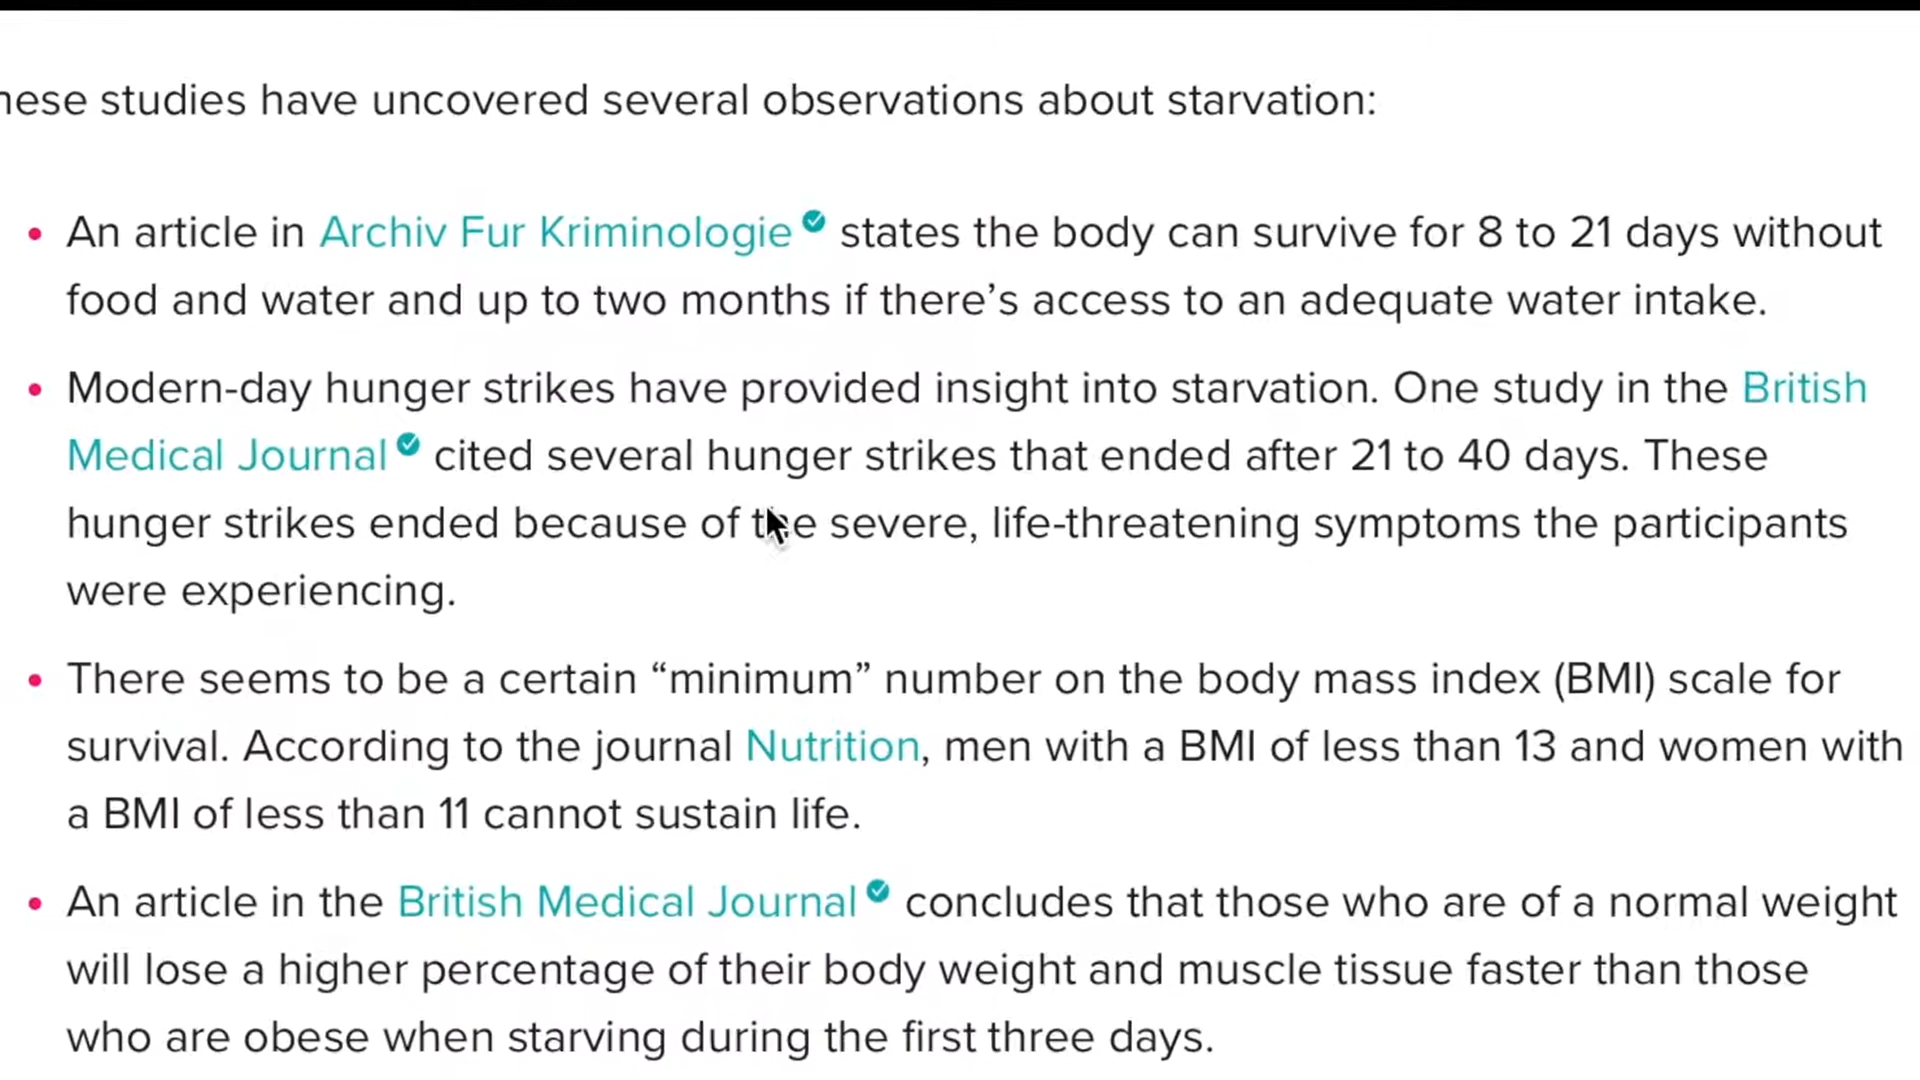 hese studies have uncovered several observations about starvation:
• An article in Archiv Fur Kriminologie states the body can survive for 8 to 21 days without
food and water and up to two months if there’s access to an adequate water intake.
• Modern-day hunger strikes have provided insight into starvation. One study in the British
Medical Journal cited several hunger strikes that ended after 21 to 40 days. These
hunger strikes ended because of the severe, life-threatening symptoms the participants
were experiencing.
• There seems to be a certain “minimum” number on the body mass index (BMI) scale for
survival. According to the journal Nutrition, men with a BMI of less than 13 and women with
a BMI of less than 11 cannot sustain life.
• An article in the British Medical Journal concludes that those who are of a normal weight
will lose a higher percentage of their body weight and muscle tissue faster than those
who are obese when starving during the first three days.